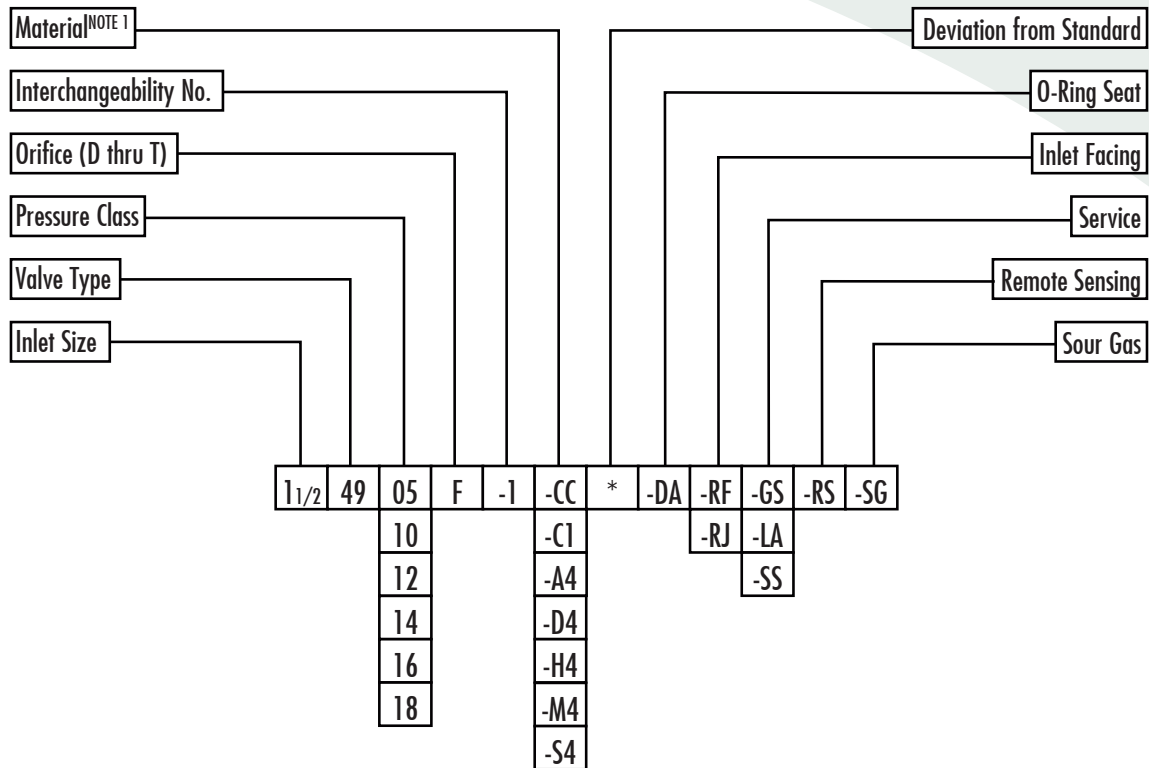 Material NOTE 1
Interchangeability No.
Orifice (D thru T)
Pressure Class
Valve Type
Inlet Size
Deviation from Standard
O-Ring Seat
Inlet Facing
Service
Remote Sensing
Sour Gas
1 1/2 49 05 F -1 -CC * -DA -RF -GS -RS -SG
10 -C1 -RJ -LA
12 -A4 -SS
14 -D4
16 -H4
18 -M4
-S4